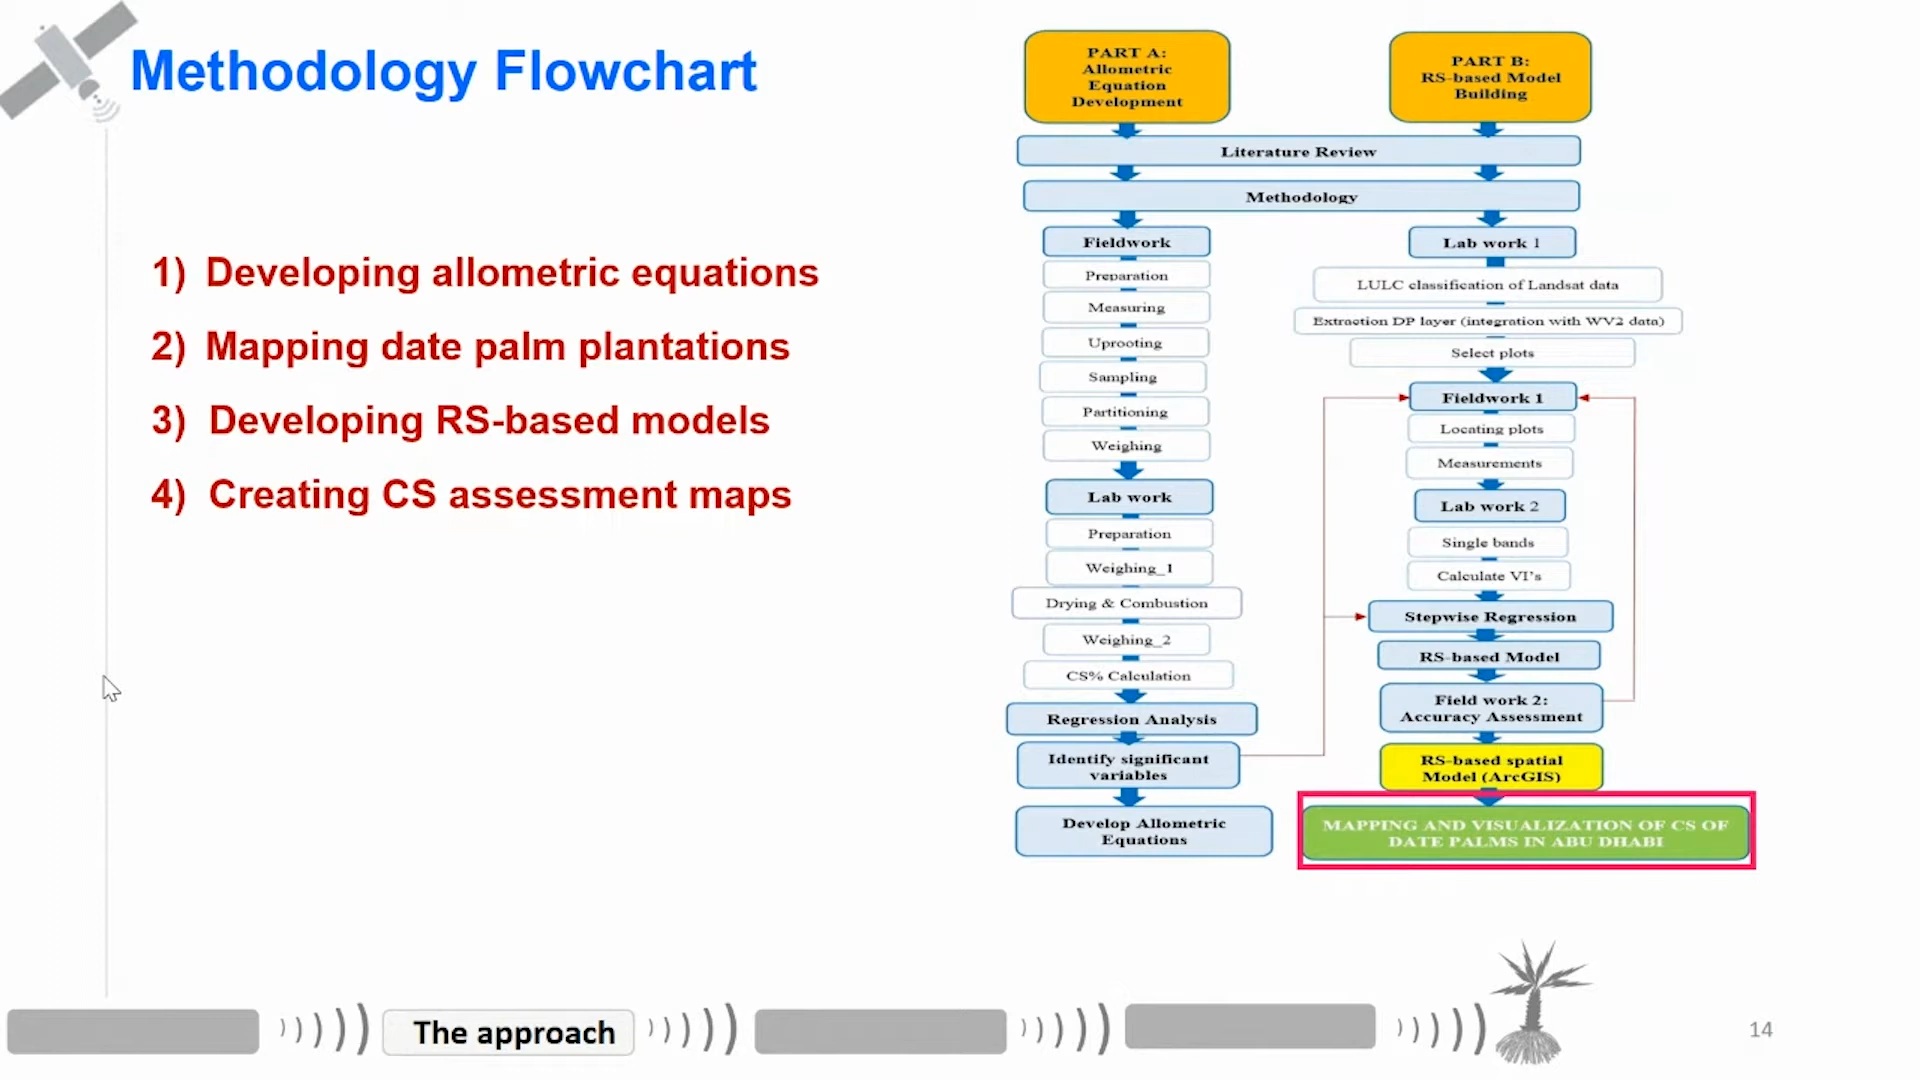 Methodology Flowchart
1) Developing allometric equations
2) Mapping date palm plantations
3) Developing RS-based models
4) Creating CS assessment maps
PART A:
Allometric
Equation
Development
PART B:
RS-based Model
Building
Literature Review
Methodology
Fieldwork
Preparation
Measuring
Uprooting
Sampling
Partitioning
Weighing
Lab work
Preparation
Weighing_1
Drying & Combustion
Weighing_2
CS% Calculation
Regression Analysis
Identify significant
variables
Develop Allometric
Equations
Lab work 1
LULC classification of Landsat data
Extraction DP layer (integration with WV2 data)
Select plots
Fieldwork 1
Locating plots
Measurements
Lab work 2
Single bands
Calculate VI's
Stepwise Regression
RS-based Model
Field work 2:
Accuracy Assessment
RS-based spatial
Model (ArcGIS)
MAPPING AND VISUALIZATION OF CS OF
DATE PALMS IN ABU DHABI
The approach
14